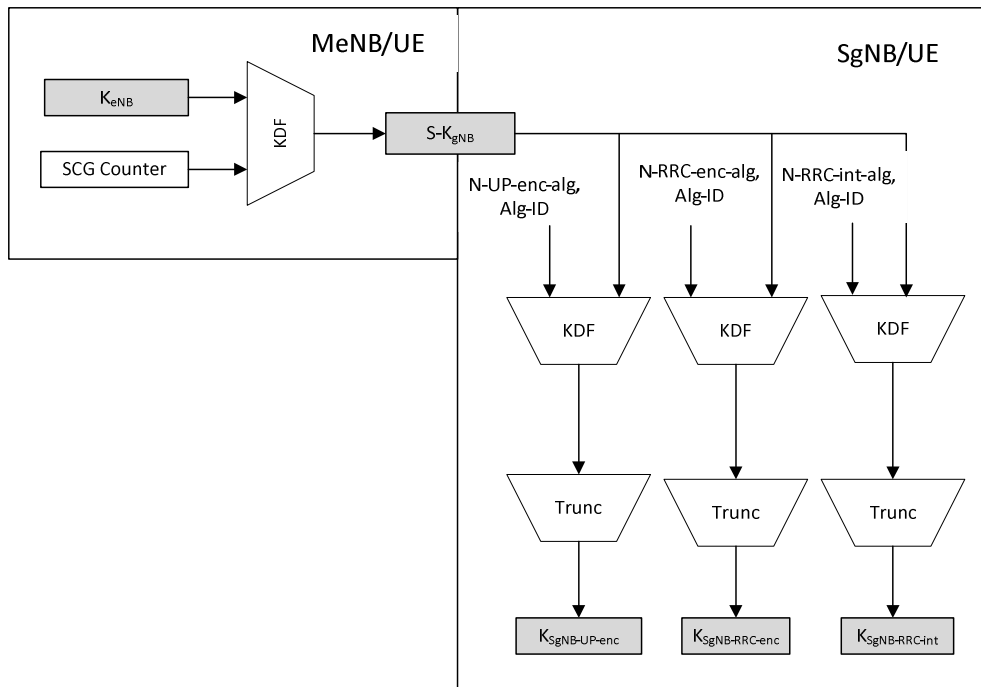 MeNB/UE
SgNB/UE
KeNB
KDF
SCG Counter
S-KgNB
N-UP-enc-alg,
Alg-ID
N-RRC-enc-alg,
Alg-ID
N-RRC-int-alg,
Alg-ID
KDF
KDF
KDF
Trunc
Trunc
Trunc
KSgNB-UP-enc
KSgNB-RRC-enc
KSgNB-RRC-int